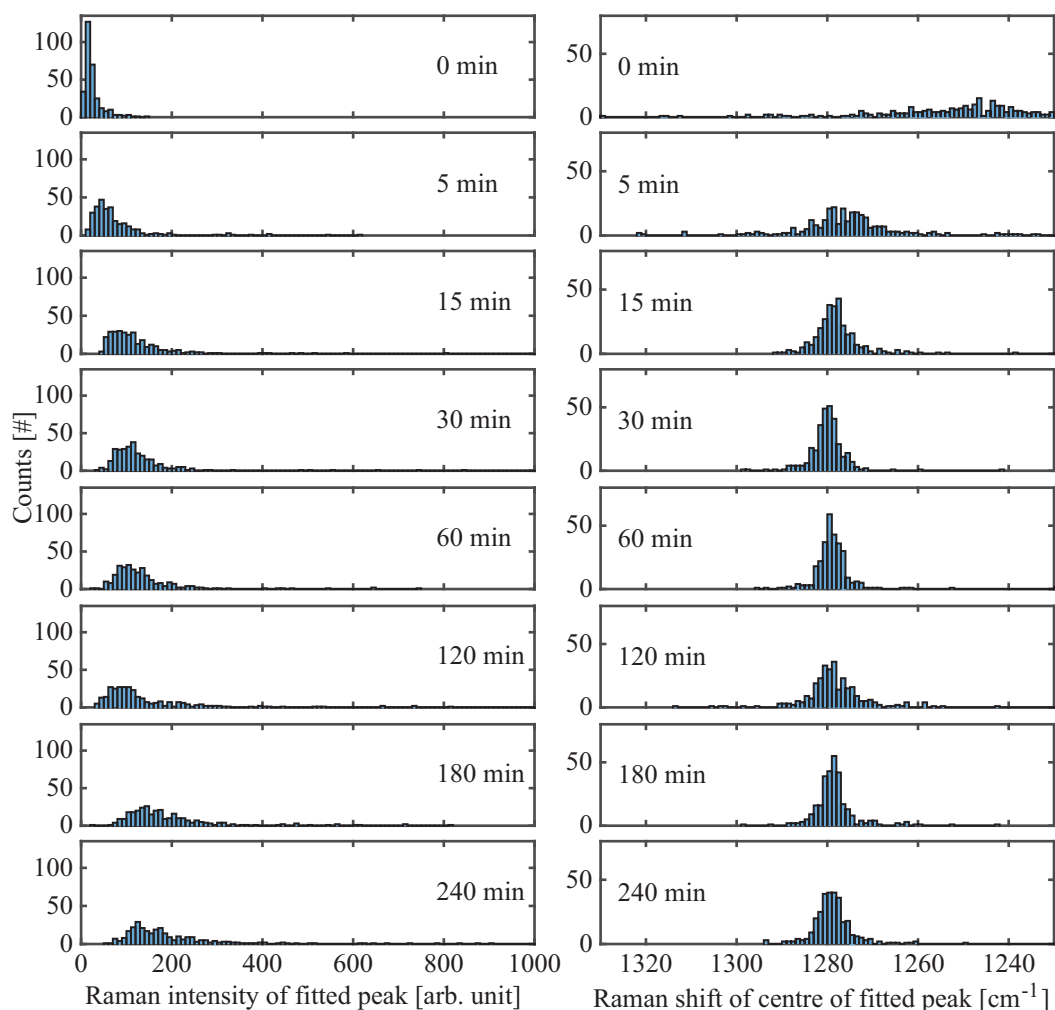 100
50
0
0 min
50
0
0 min
100
50
0
5 min
50
0
5 min
100
50
0
15 min
50
0
15 min
100
50
0
30 min
50
0
30 min
100
50
0
60 min
50
0
60 min
100
50
0
120 min
50
0
120 min
100
50
0
180 min
50
0
180 min
100
50
0
240 min
50
0
240 min
Counts [#]
0 200 400 600 800 1000
1320 1300 1280 1260 1240
Raman intensity of fitted peak [arb. unit]
Raman shift of centre of fitted peak [cm⁻¹]